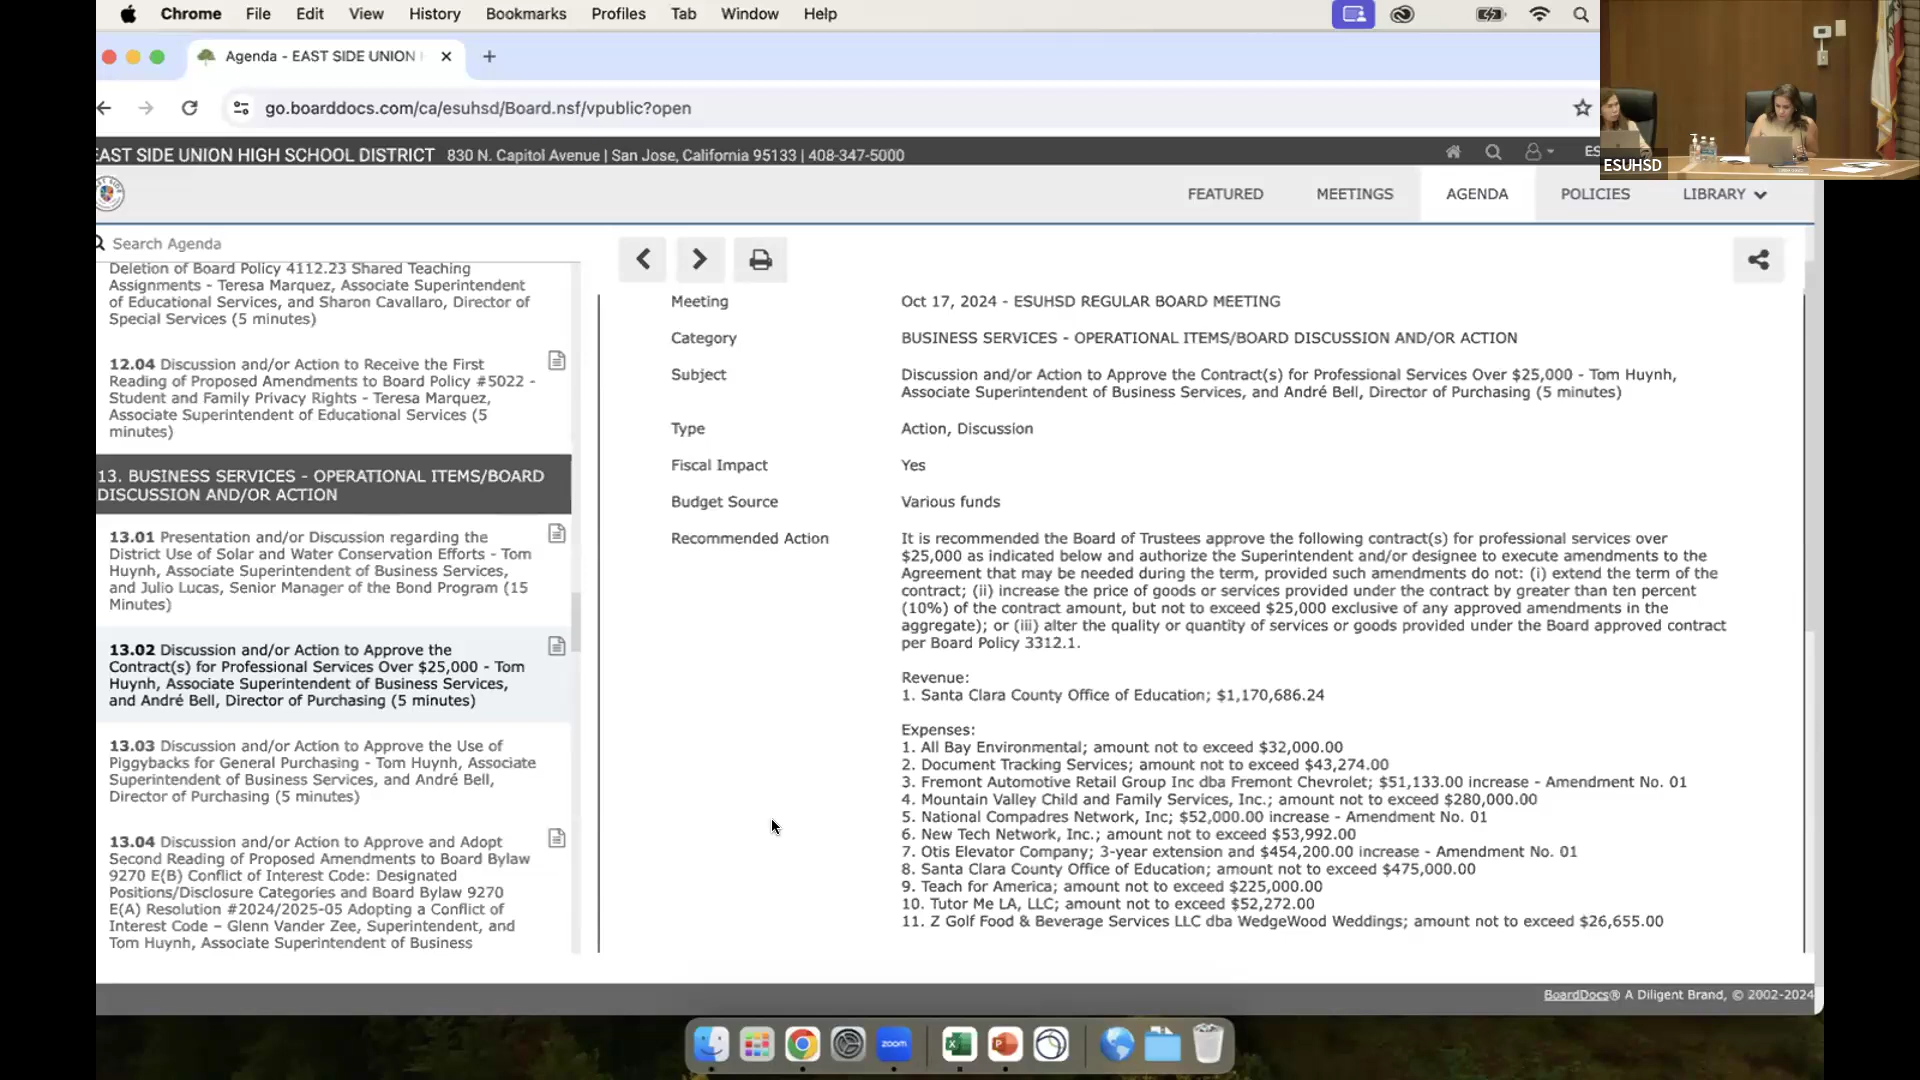 Chrome File Edit View History Bookmarks Profiles Tab Window Help
Agenda - EAST SIDE UNION
go.boarddocs.com/ca/esuhsd/Board.nsf/vpublic?open
ESUHSD
EAST SIDE UNION HIGH SCHOOL DISTRICT 830 N. Capitol Avenue | San Jose, California 95133 | 408-347-5000
ES
FEATURED MEETINGS AGENDA POLICIES LIBRARY
Search Agenda
Deletion of Board Policy 4112.23 Shared Teaching
Assignments - Teresa Marquez, Associate Superintendent
of Educational Services, and Sharon Cavallaro, Director of
Special Services (5 minutes)
12.04 Discussion and/or Action to Receive the First
Reading of Proposed Amendments to Board Policy #5022 -
Student and Family Privacy Rights - Teresa Marquez,
Associate Superintendent of Educational Services (5
minutes)
13. BUSINESS SERVICES - OPERATIONAL ITEMS/BOARD
DISCUSSION AND/OR ACTION
13.01 Presentation and/or Discussion regarding the
District Use of Solar and Water Conservation Efforts - Tom
Huynh, Associate Superintendent of Business Services,
and Julio Lucas, Senior Manager of the Bond Program (15
Minutes)
13.02 Discussion and/or Action to Approve the
Contract(s) for Professional Services Over $25,000 - Tom
Huynh, Associate Superintendent of Business Services,
and André Bell, Director of Purchasing (5 minutes)
13.03 Discussion and/or Action to Approve the Use of
Piggybacks for General Purchasing - Tom Huynh, Associate
Superintendent of Business Services, and André Bell,
Director of Purchasing (5 minutes)
13.04 Discussion and/or Action to Approve and Adopt
Second Reading of Proposed Amendments to Board Bylaw
9270 E(B) Conflict of Interest Code: Designated
Positions/Disclosure Categories and Board Bylaw 9270
E(A) Resolution #2024/2025-05 Adopting a Conflict of
Interest Code – Glenn Vander Zee, Superintendent, and
Tom Huynh, Associate Superintendent of Business
Meeting Oct 17, 2024 - ESUHSD REGULAR BOARD MEETING
Category BUSINESS SERVICES - OPERATIONAL ITEMS/BOARD DISCUSSION AND/OR ACTION
Subject Discussion and/or Action to Approve the Contract(s) for Professional Services Over $25,000 - Tom Huynh,
Associate Superintendent of Business Services, and André Bell, Director of Purchasing (5 minutes)
Type Action, Discussion
Fiscal Impact Yes
Budget Source Various funds
Recommended Action It is recommended the Board of Trustees approve the following contract(s) for professional services over
$25,000 as indicated below and authorize the Superintendent and/or designee to execute amendments to the
Agreement that may be needed during the term, provided such amendments do not: (i) extend the term of the
contract; (ii) increase the price of goods or services provided under the contract by greater than ten percent
(10%) of the contract amount, but not to exceed $25,000 exclusive of any approved amendments in the
aggregate); or (iii) alter the quality or quantity of services or goods provided under the Board approved contract
per Board Policy 3312.1.
Revenue:
1. Santa Clara County Office of Education; $1,170,686.24
Expenses:
1. All Bay Environmental; amount not to exceed $32,000.00
2. Document Tracking Services; amount not to exceed $43,274.00
3. Fremont Automotive Retail Group Inc dba Fremont Chevrolet; $51,133.00 increase - Amendment No. 01
4. Mountain Valley Child and Family Services, Inc.; amount not to exceed $280,000.00
5. National Compadres Network, Inc; $52,000.00 increase - Amendment No. 01
6. New Tech Network, Inc.; amount not to exceed $53,992.00
7. Otis Elevator Company; 3-year extension and $454,200.00 increase - Amendment No. 01
8. Santa Clara County Office of Education; amount not to exceed $475,000.00
9. Teach for America; amount not to exceed $225,000.00
10. Tutor Me LA, LLC; amount not to exceed $52,272.00
11. Z Golf Food & Beverage Services LLC dba WedgeWood Weddings; amount not to exceed $26,655.00
BoardDocs® A Diligent Brand, © 2002-2024
zoom